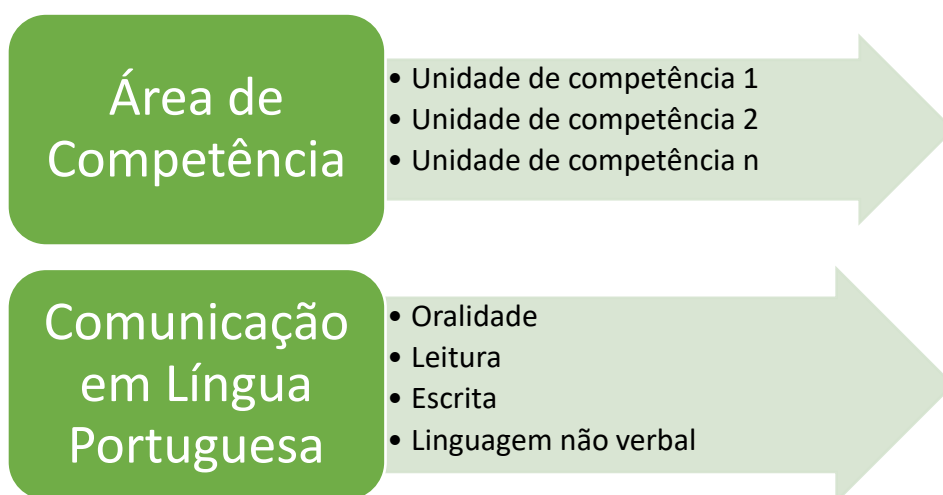 Área de
Competência
• Unidade de competência 1
• Unidade de competência 2
• Unidade de competência n
Comunicação
em Língua
Portuguesa
• Oralidade
• Leitura
• Escrita
• Linguagem não verbal